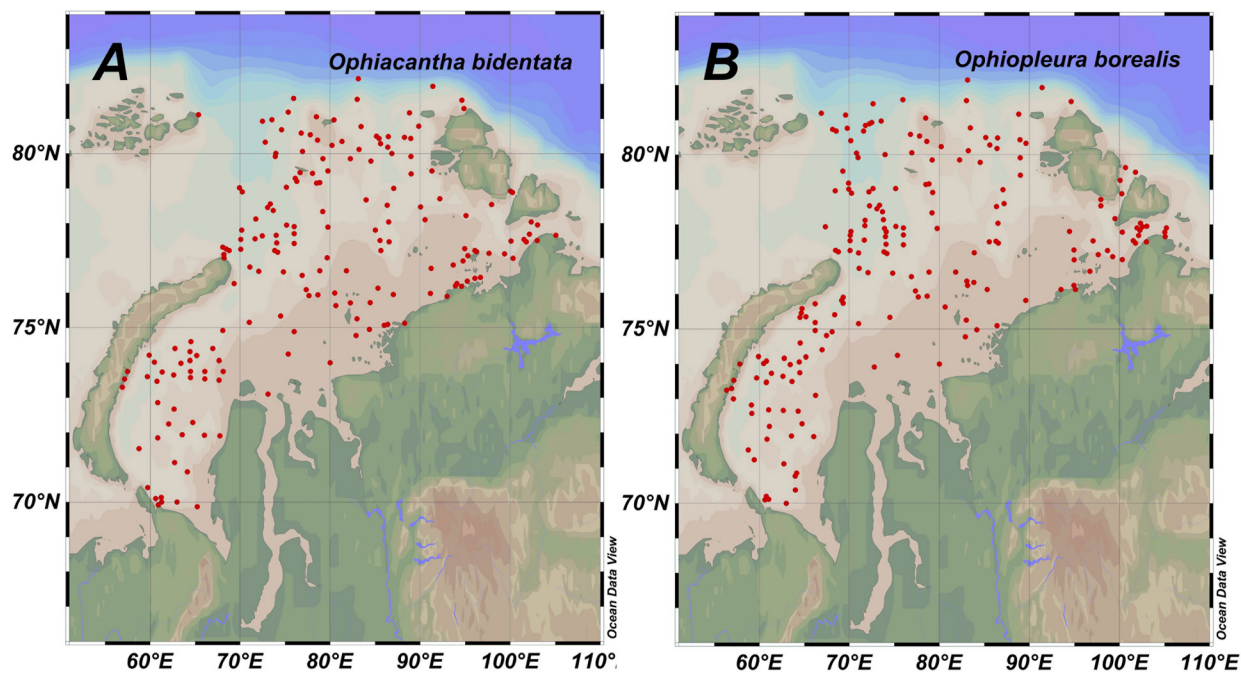 A
Ophiacantha bidentata
80°N
75°N
70°N
60°E 70°E 80°E 90°E 100°E 110°
Ocean Data View
B
Ophiopleura borealis
80°N
75°N
70°N
60°E 70°E 80°E 90°E 100°E 110°E
Ocean Data View